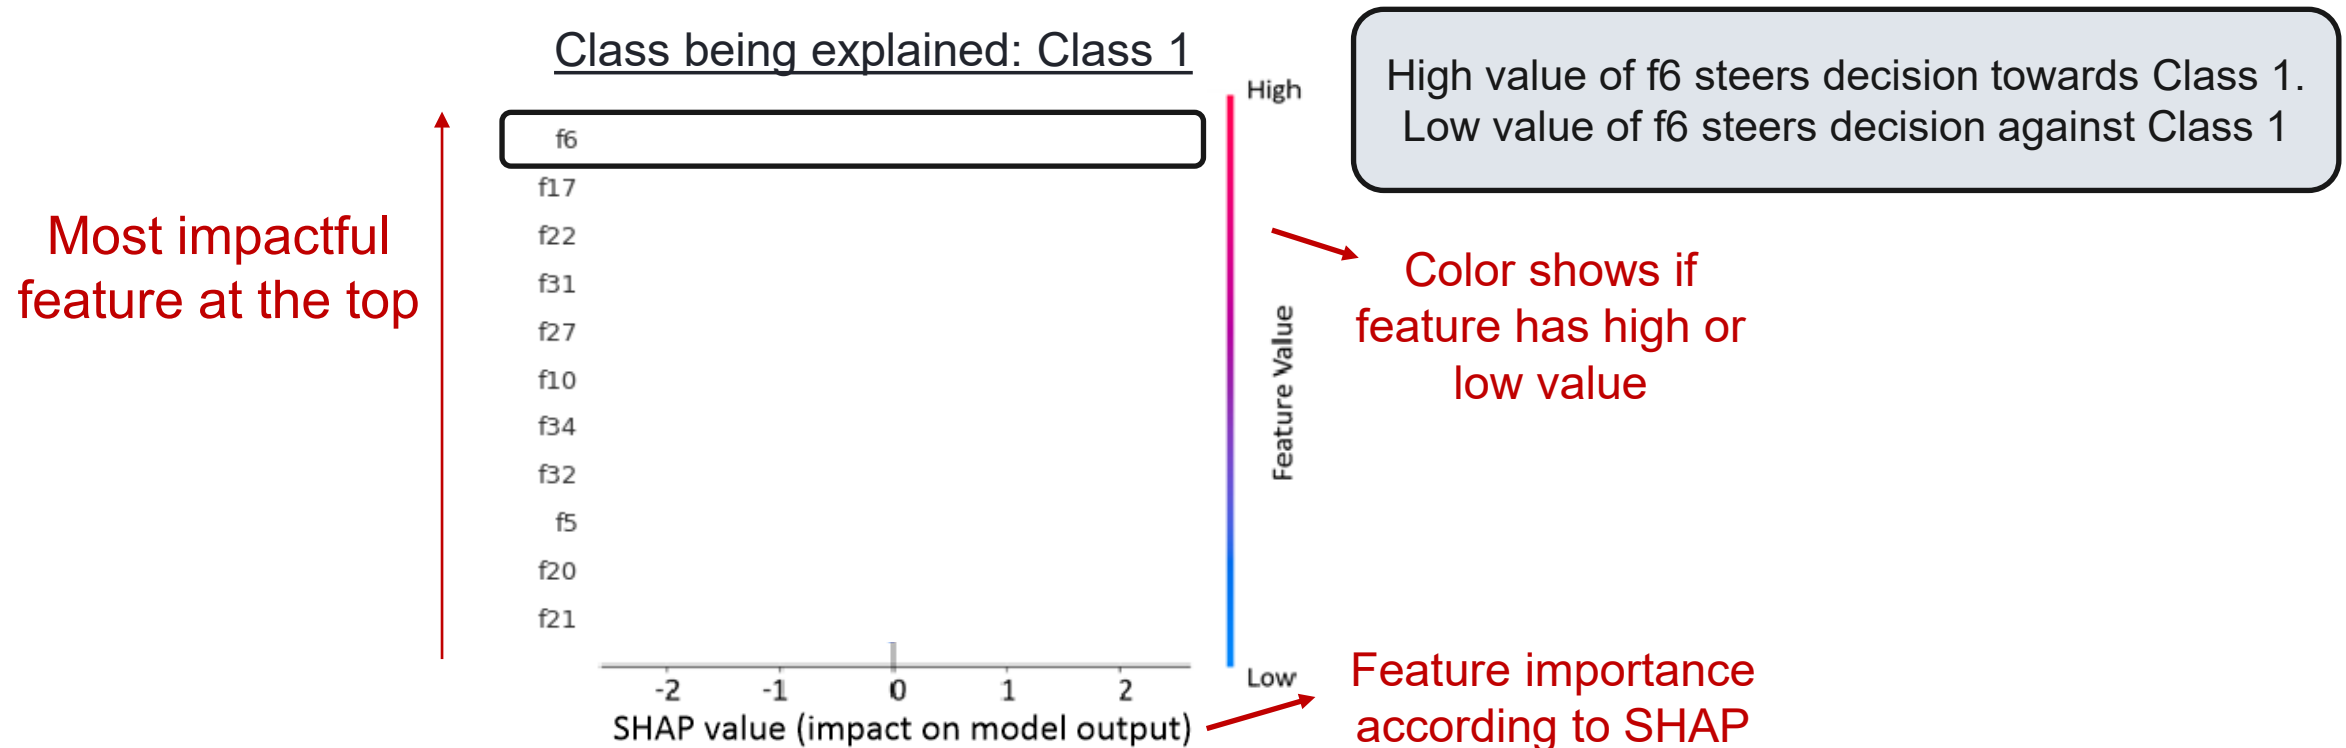 Class being explained: Class 1
High value of f6 steers decision towards Class 1.
Low value of f6 steers decision against Class 1
Most impactful
feature at the top
f6
f17
f22
f31
f27
f10
f34
f32
f5
f20
f21
-2 -1 0 1 2
SHAP value (impact on model output)
High
Feature Value
Low
Color shows if
feature has high or
low value
Feature importance
according to SHAP